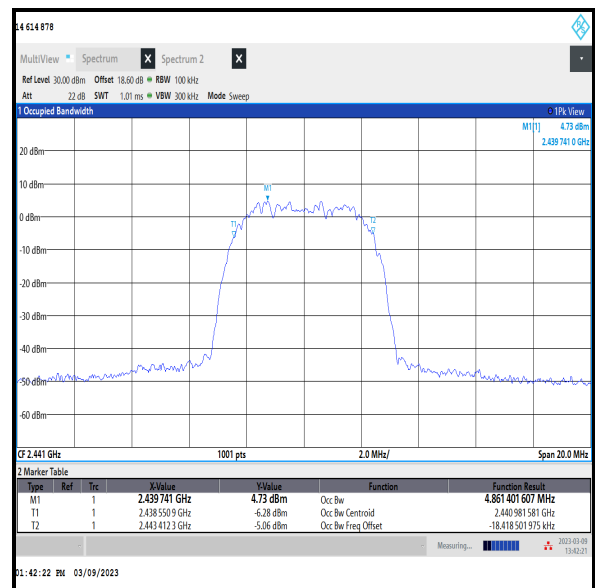 14 614 878
MultiView Spectrum X Spectrum 2 X
Ref Level 30.00 dBm Offset 18.60 dB RBW 100 kHz
Att 22 dB SWT 1.01 ms VBW 300 kHz Mode Sweep
1 Occupied Bandwidth 1Pk View
M1[1] 4.73 dBm
2.439 741 0 GHz
20 dBm
10 dBm
M1
0 dBm
T1
T2
-10 dBm
-20 dBm
-30 dBm
-40 dBm
-50 dBm
-60 dBm
CF 2.441 GHz 1001 pts 2.0 MHz/ Span 20.0 MHz
2 Marker Table
Type Ref Trc X-Value Y-Value Function Function Result
M1 1 2.439741 GHz 4.73 dBm Occ Bw 4.861 401 607 MHz
T1 1 2.438 550 9 GHz -6.28 dBm Occ Bw Centroid 2.440 981 581 GHz
T2 1 2.443 412 3 GHz -5.06 dBm Occ Bw Freq Offset -18.418 501 975 kHz
Measuring... 2023-03-09
13:42:21
01:42:22 PM 03/09/2023